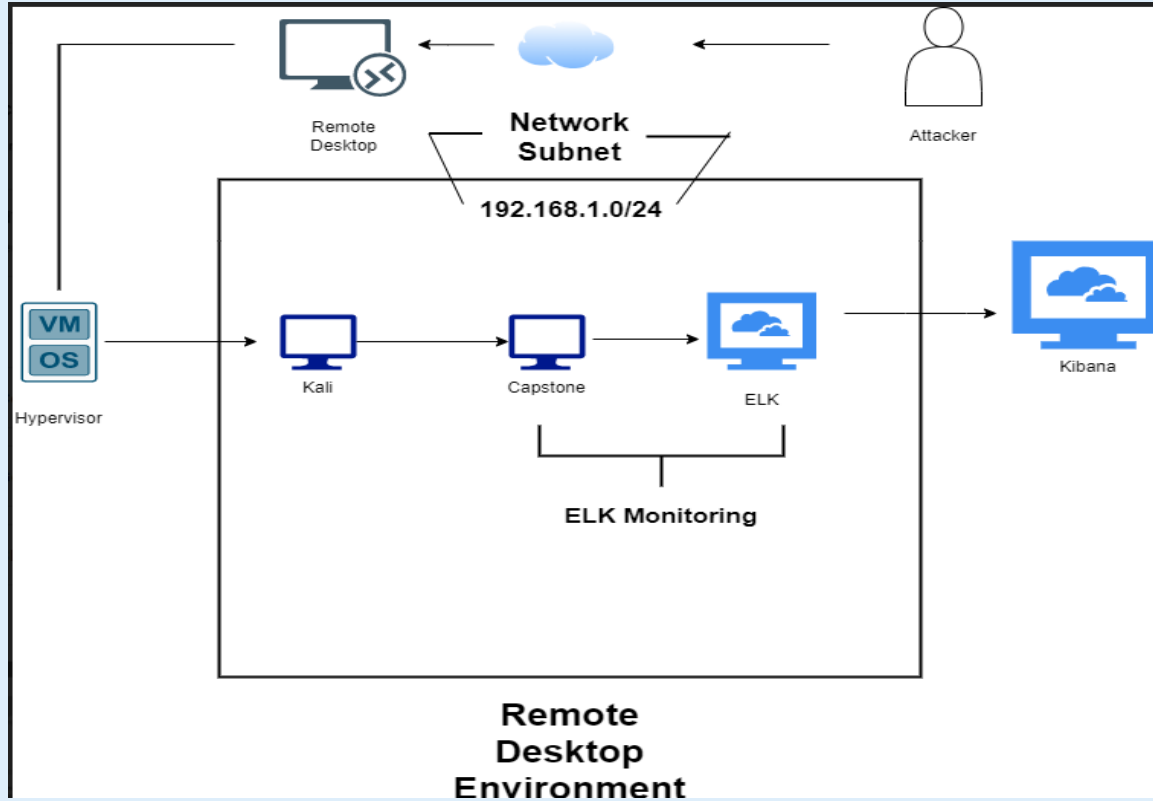 Remote
Desktop
Network
Subnet
Attacker
192.168.1.0/24
VM
OS
Hypervisor
Kali
Capstone
ELK
Kibana
ELK Monitoring
Remote
Desktop
Environment